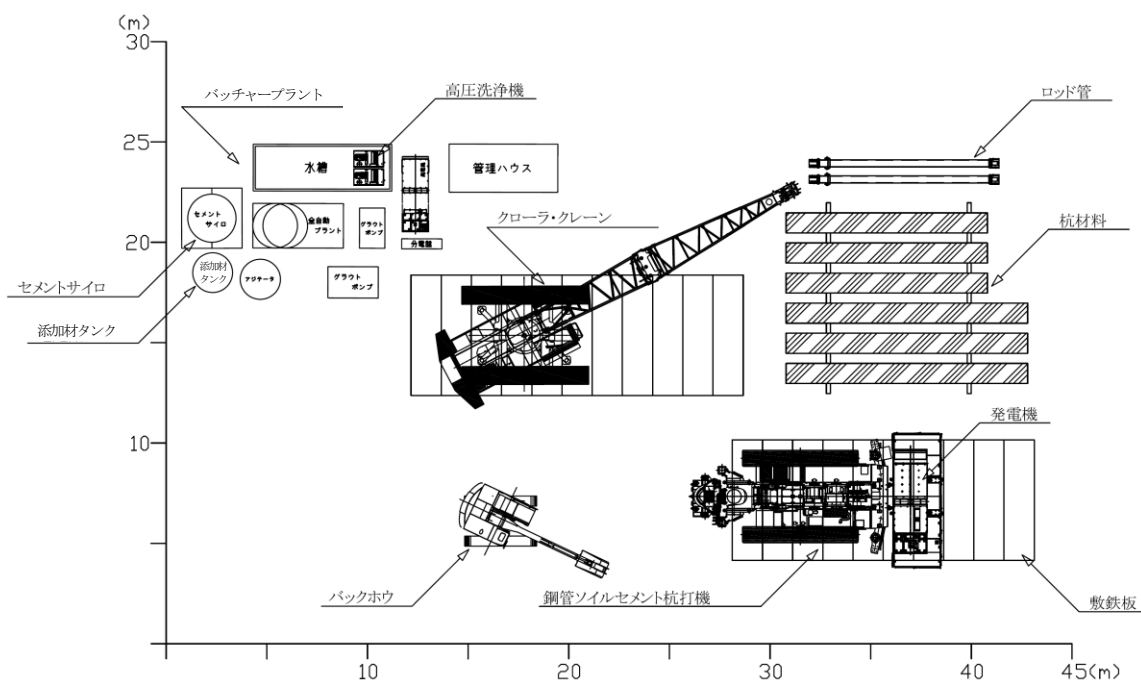 (m)
30
高圧洗浄機
バッチャープラント
ロッド管
25
水槽
管理ハウス
セメント
サイロ
全自動
プラント
グラウト
ポンプ
クローラ・クレーン
杭材料
20
分電盤
添加材
タンク
アジテータ
グラウト
ポンプ
セメントサイロ
添加材タンク
発電機
10
バックホウ
鋼管ソイルセメント杭打機
敷鉄板
10
20
30
40
45(m)